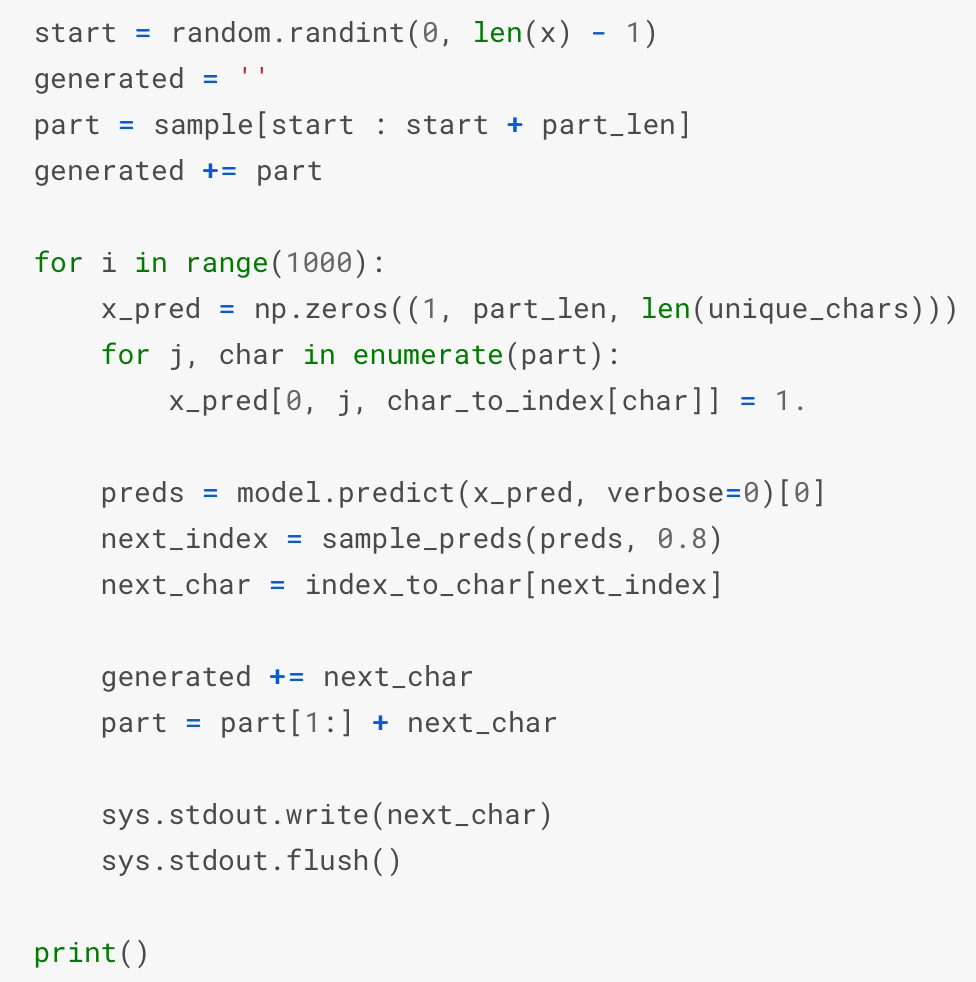 start = random.randint(0, len(x) - 1)
generated = ''
part = sample[start : start + part_len]
generated += part

for i in range(1000):
    x_pred = np.zeros((1, part_len, len(unique_chars)))
    for j, char in enumerate(part):
        x_pred[0, j, char_to_index[char]] = 1.

    preds = model.predict(x_pred, verbose=0)[0]
    next_index = sample_preds(preds, 0.8)
    next_char = index_to_char[next_index]

    generated += next_char
    part = part[1:] + next_char

    sys.stdout.write(next_char)
    sys.stdout.flush()

print()